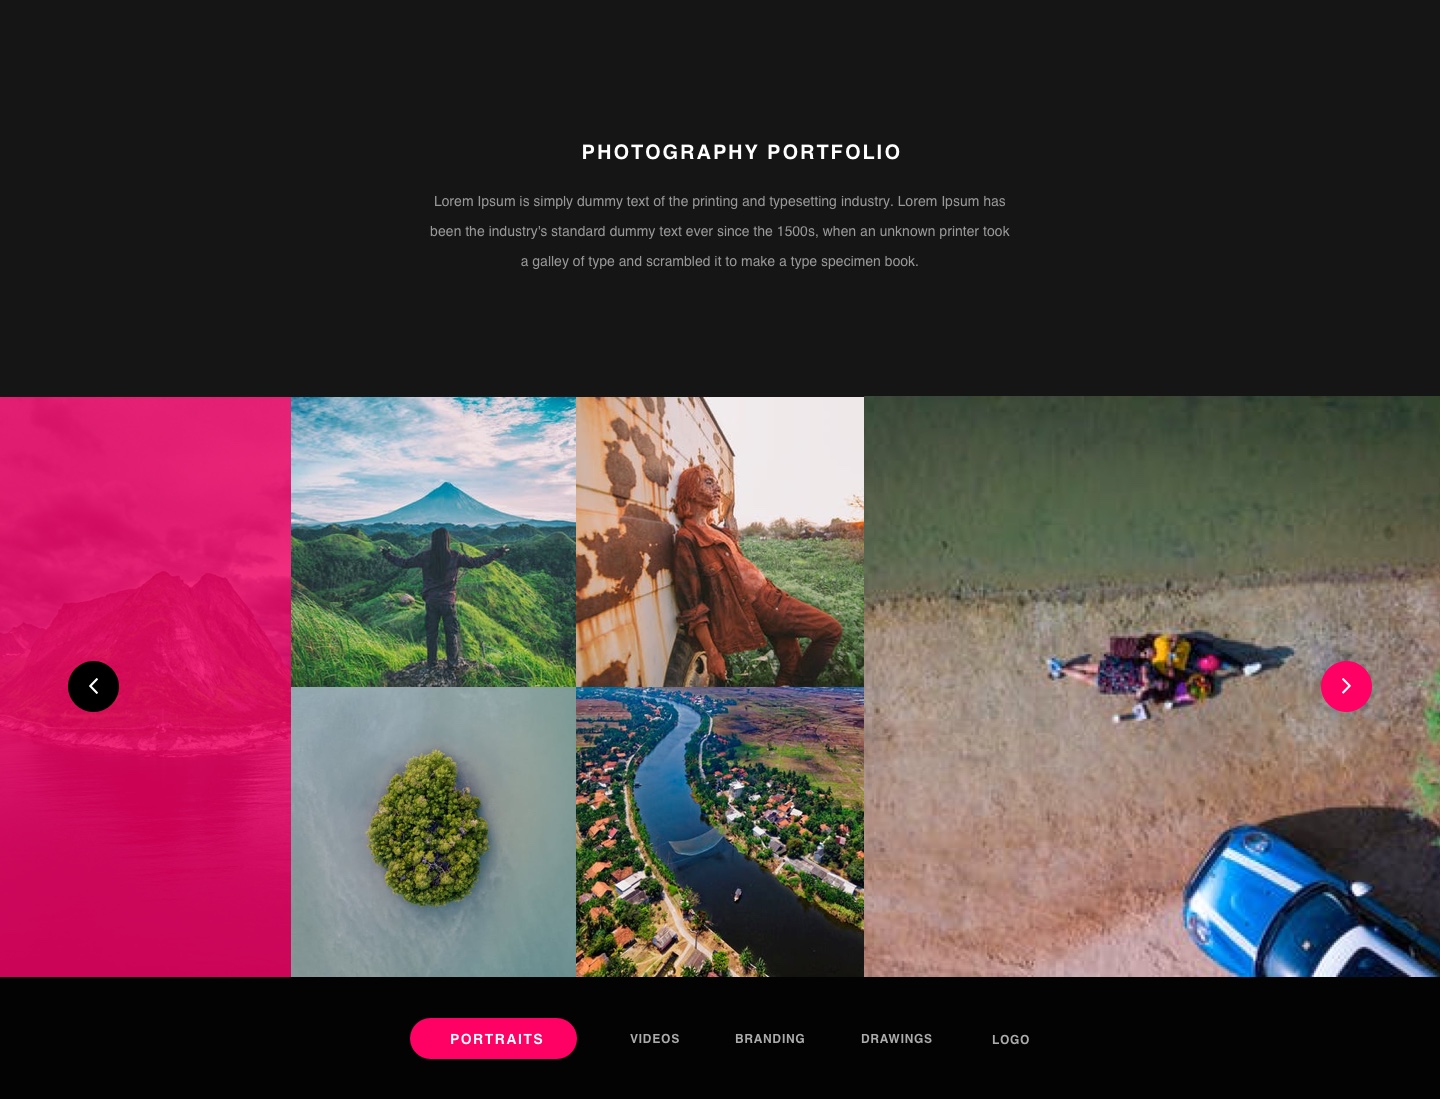 PHOTOGRAPHY PORTFOLIO
Lorem Ipsum is simply dummy text of the printing and typesetting industry. Lorem Ipsum has
been the industry's standard dummy text ever since the 1500s, when an unknown printer took
a galley of type and scrambled it to make a type specimen book.
PORTRAITS VIDEOS BRANDING DRAWINGS LOGO